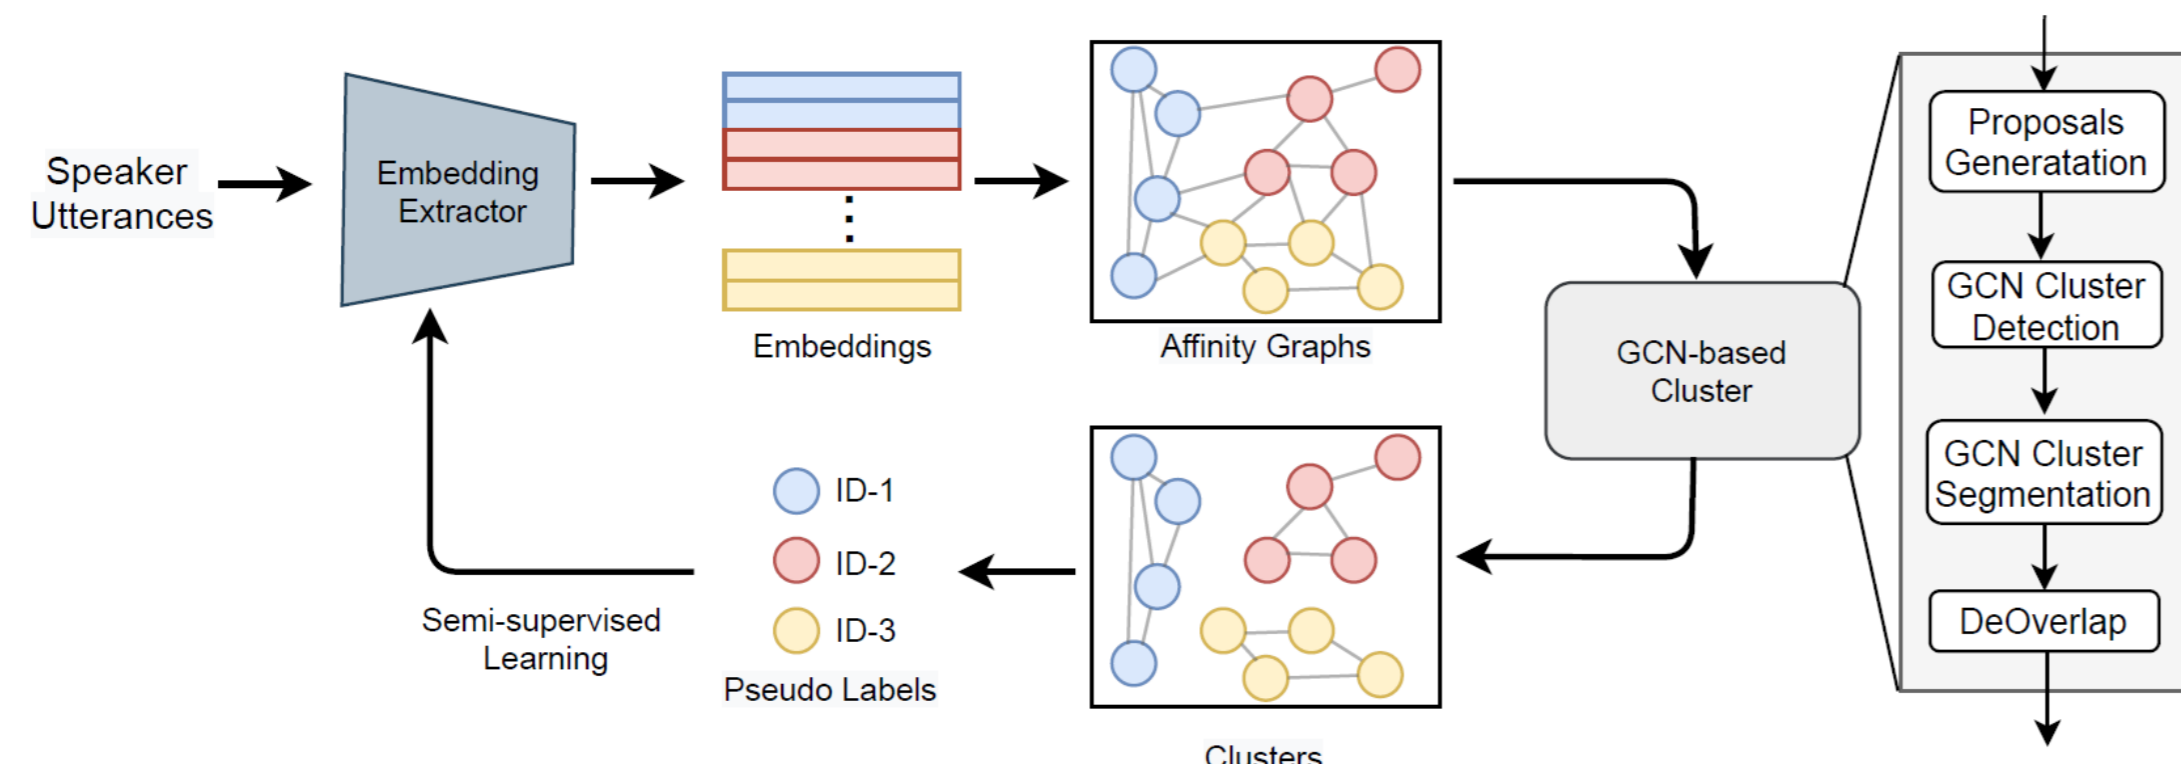 Speaker
Utterances
Embedding
Extractor
Embeddings
Affinity Graphs
GCN-based
Cluster
Proposals
Generatation
GCN Cluster
Detection
GCN Cluster
Segmentation
DeOverlap
Clusters
ID-1
ID-2
ID-3
Pseudo Labels
Semi-supervised
Learning